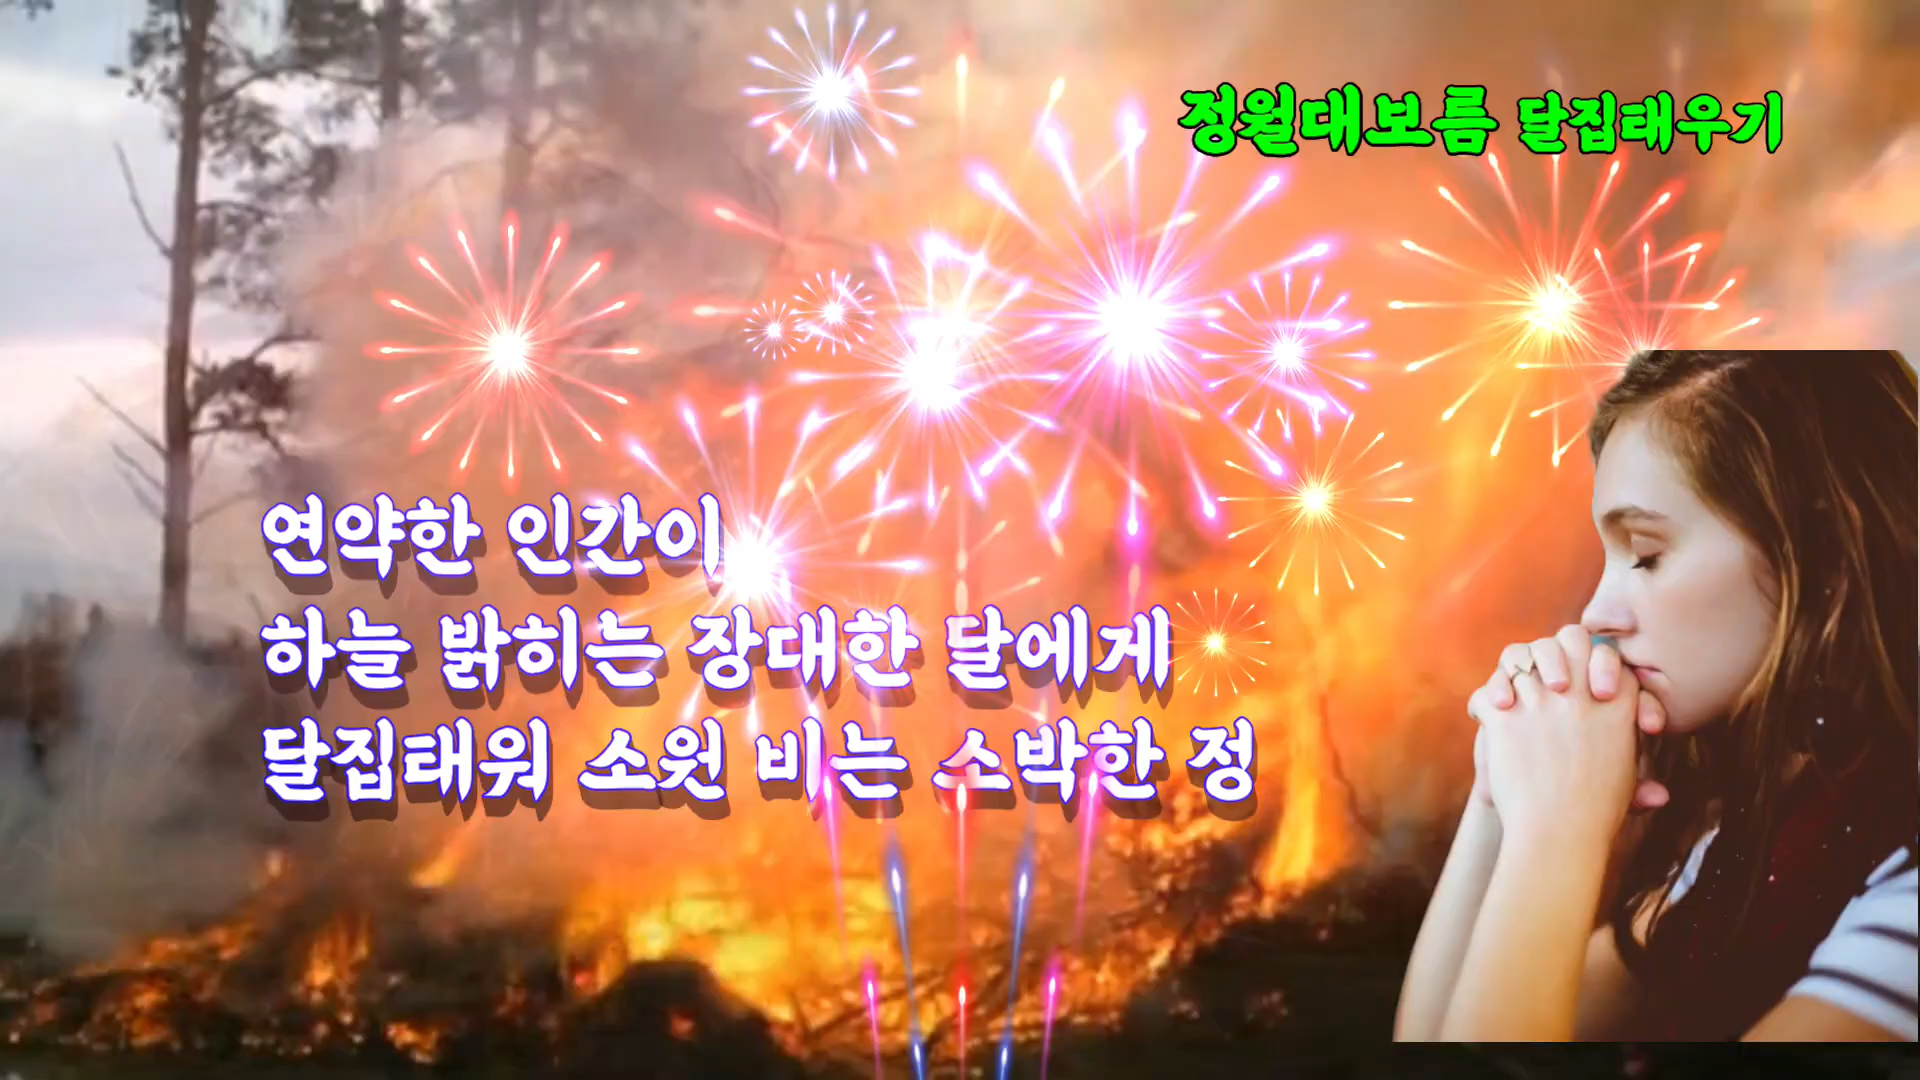 정월대보름 달집태우기
연약한 인간이
하늘 밝히는 장대한 달에게
달집태워 소원 비는 소박한 정